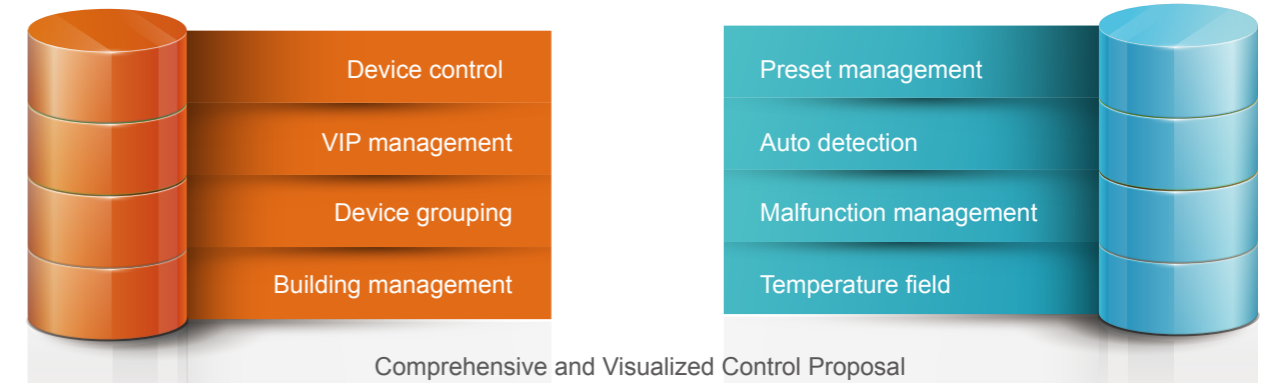 Device control
VIP management
Device grouping
Building management
Preset management
Auto detection
Malfunction management
Temperature field
Comprehensive and Visualized Control Proposal